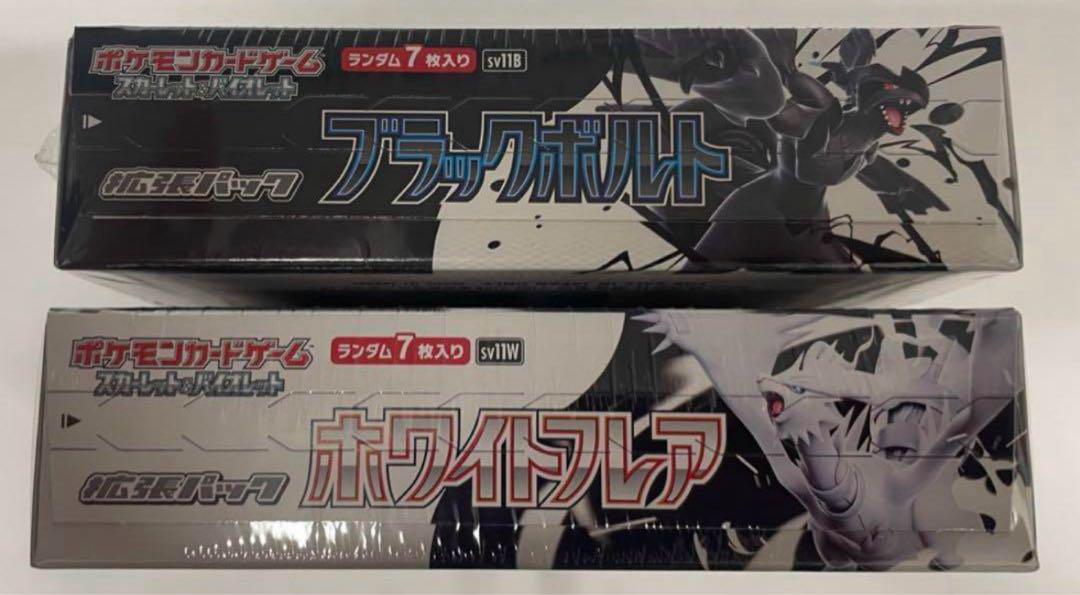 ポケモンカードゲーム
スカーレット&バイオレット
ランダム7枚入り sv11B
拡張パック
ブラックボルト
ポケモンカードゲーム
スカーレット&バイオレット
ランダム7枚入り sv11W
拡張パック
ホワイトフレア